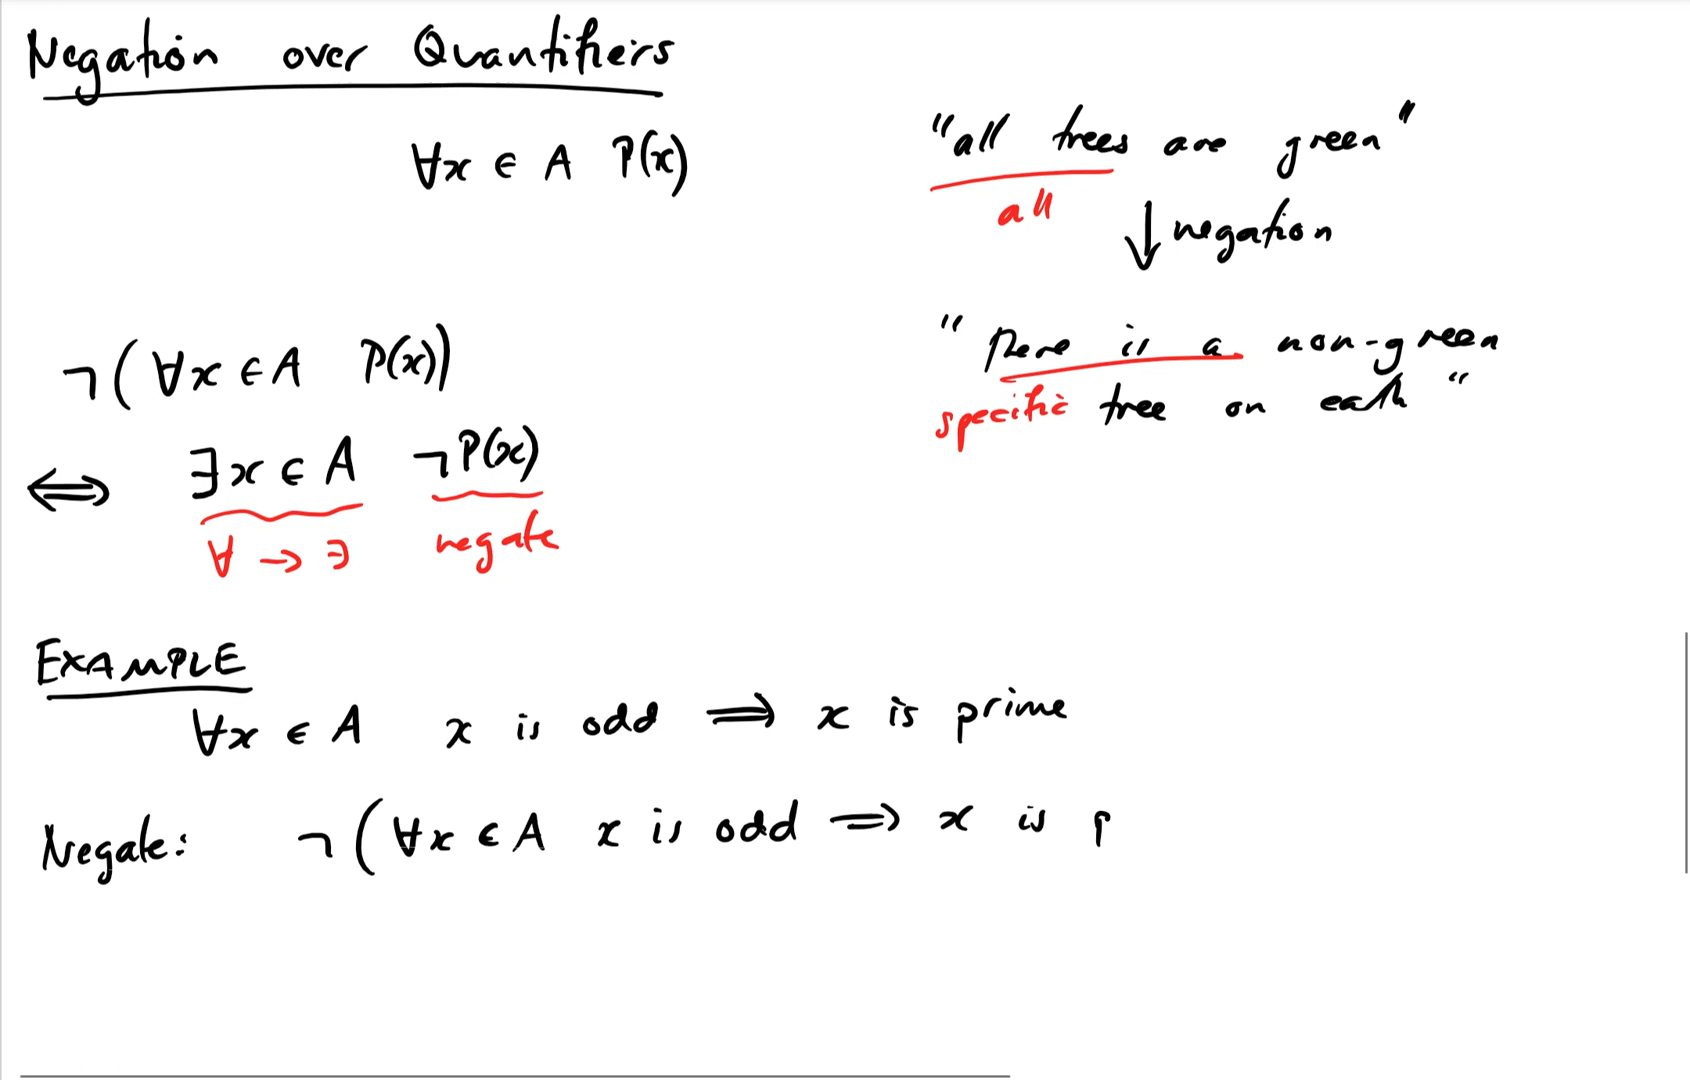 Negation over Quantifiers
∀x ∈ A P(x)
"all trees are green"
all
↓ negation
"there is a non-green
specific tree on earth"
¬(∀x ∈ A P(x))
⟺ ∃x ∈ A ¬P(x)
∀ → ∃ negate
EXAMPLE
∀x ∈ A x is odd ⟹ x is prime
Negate: ¬(∀x ∈ A x is odd ⟹ x is p